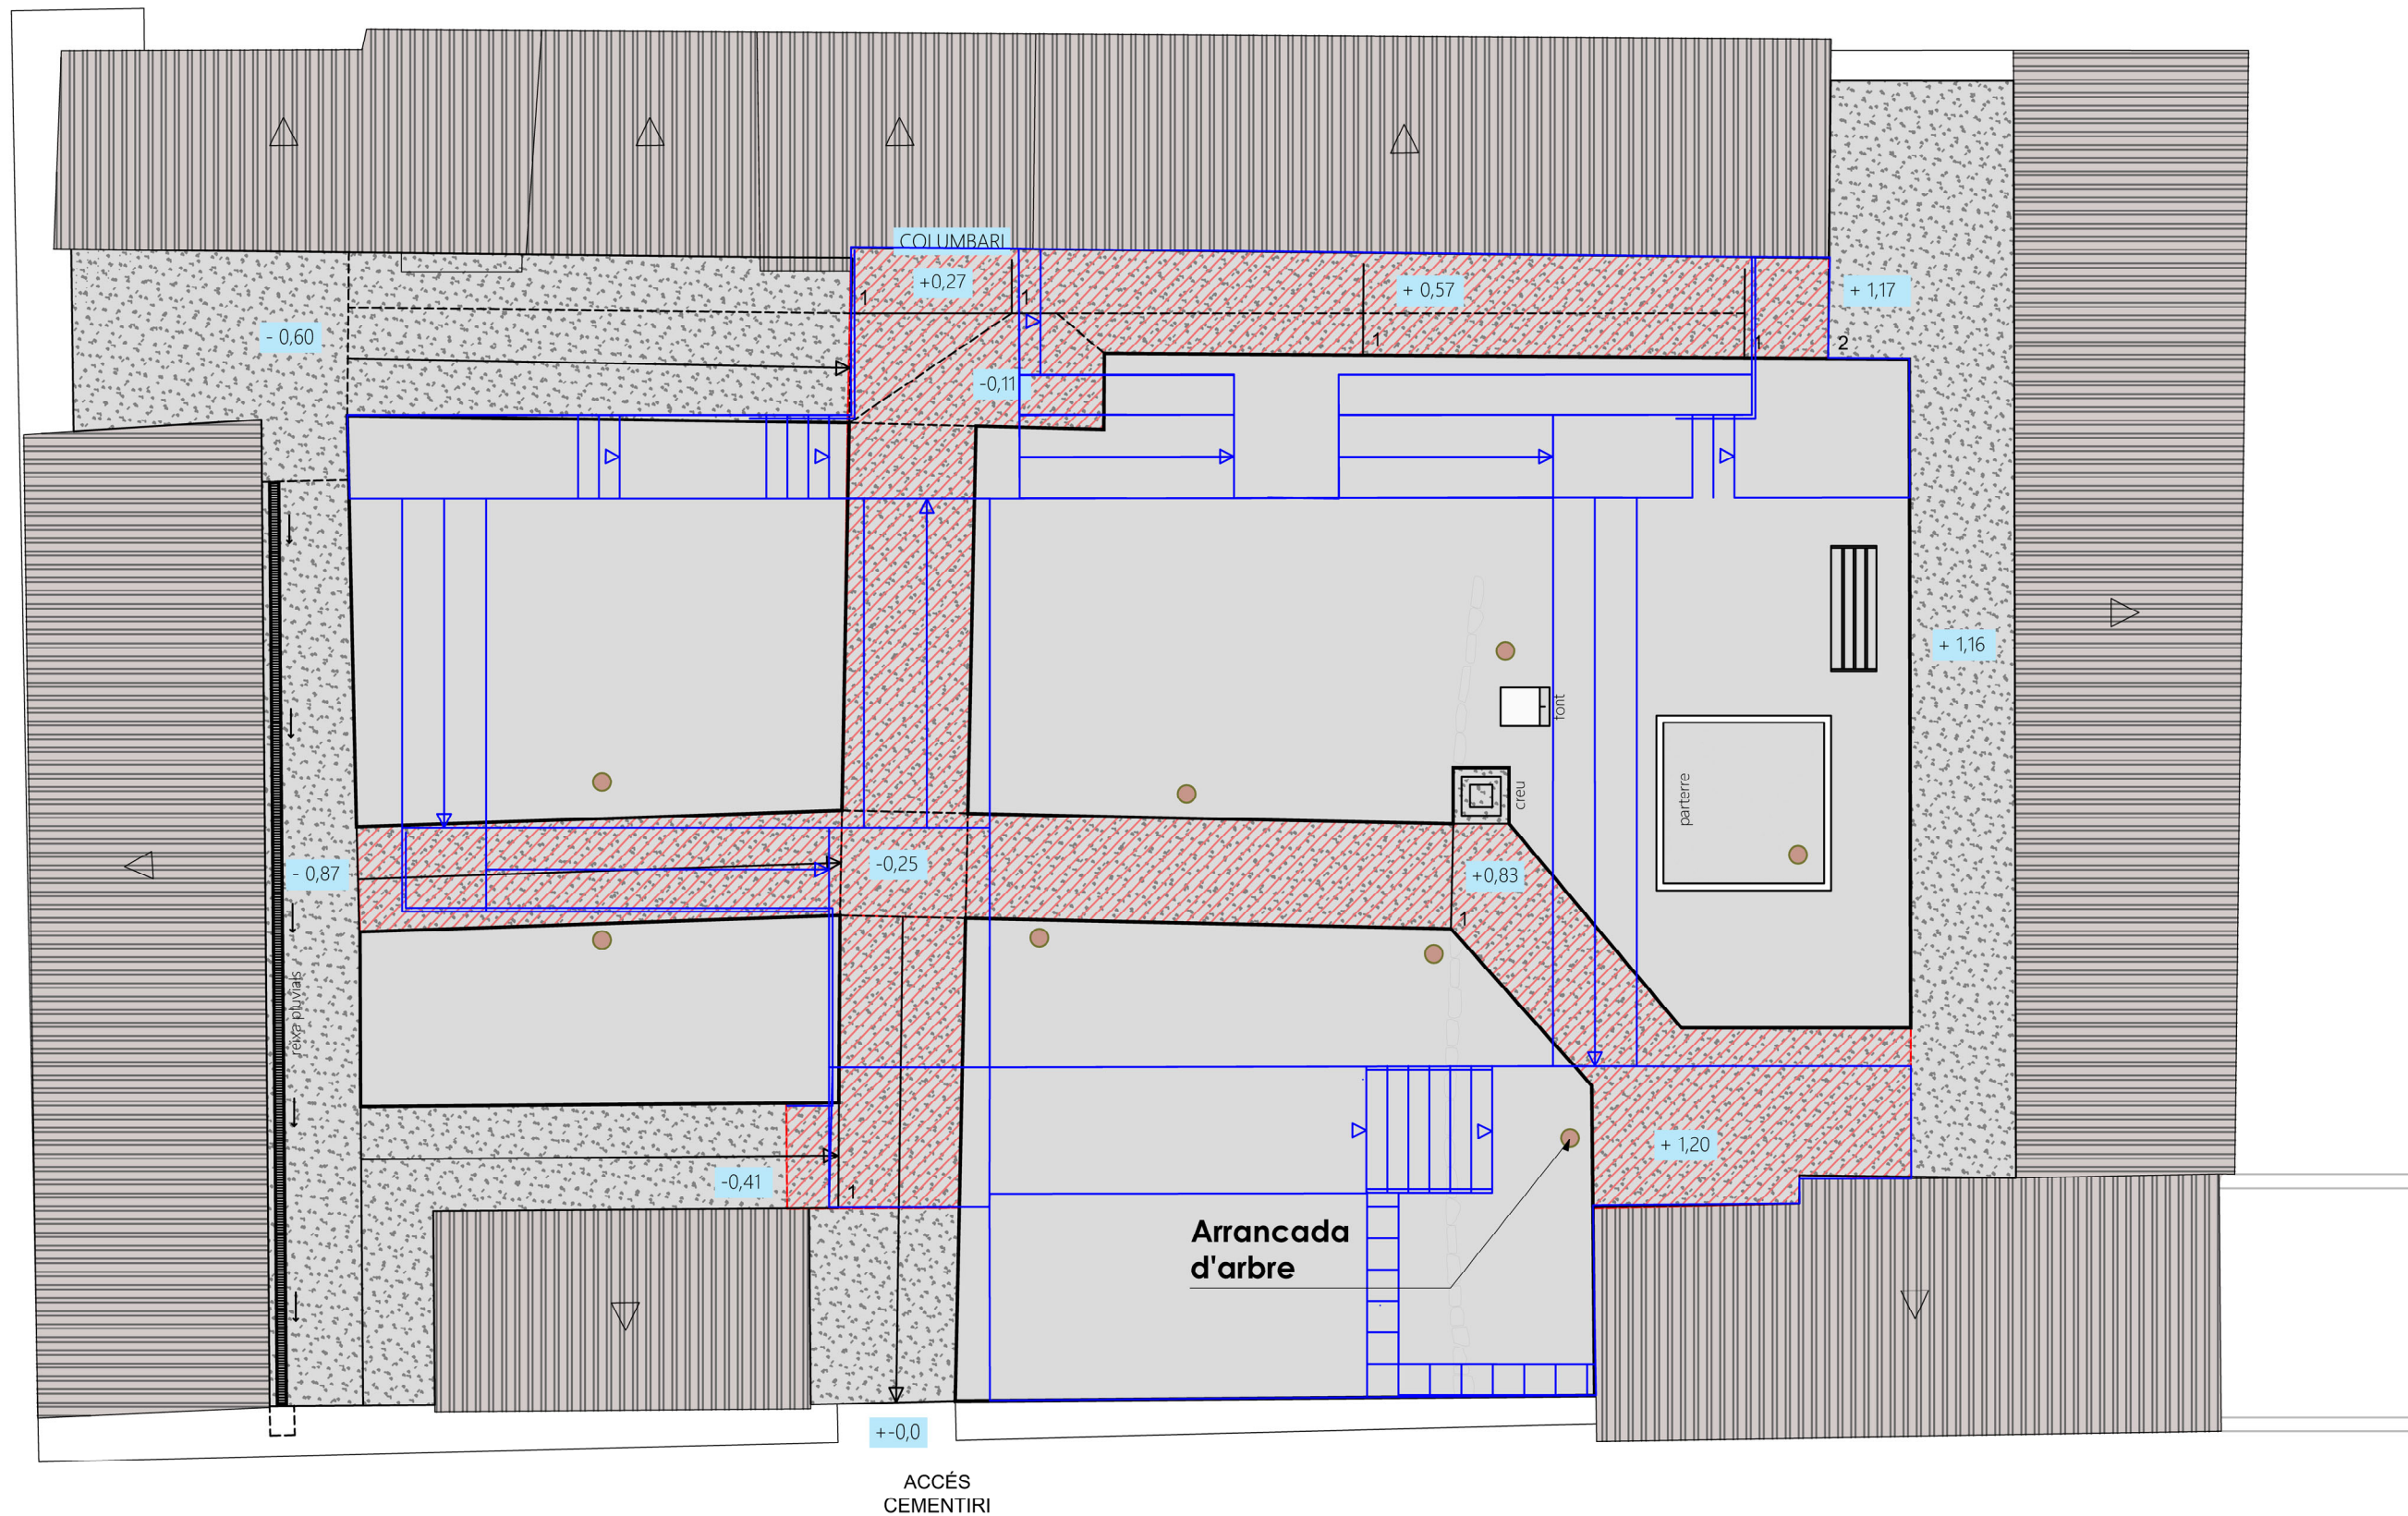 COLUMBARI
+0,27
1
1
+ 0,57
+ 1,17
- 0,60
1
1
2
-0,11
+ 1,16
font
creu
parterre
- 0,87
-0,25
+0,83
1
reixa pluvials
+ 1,20
-0,41
1
Arrancada
d'arbre
+-0,0
ACCÉS
CEMENTIRI